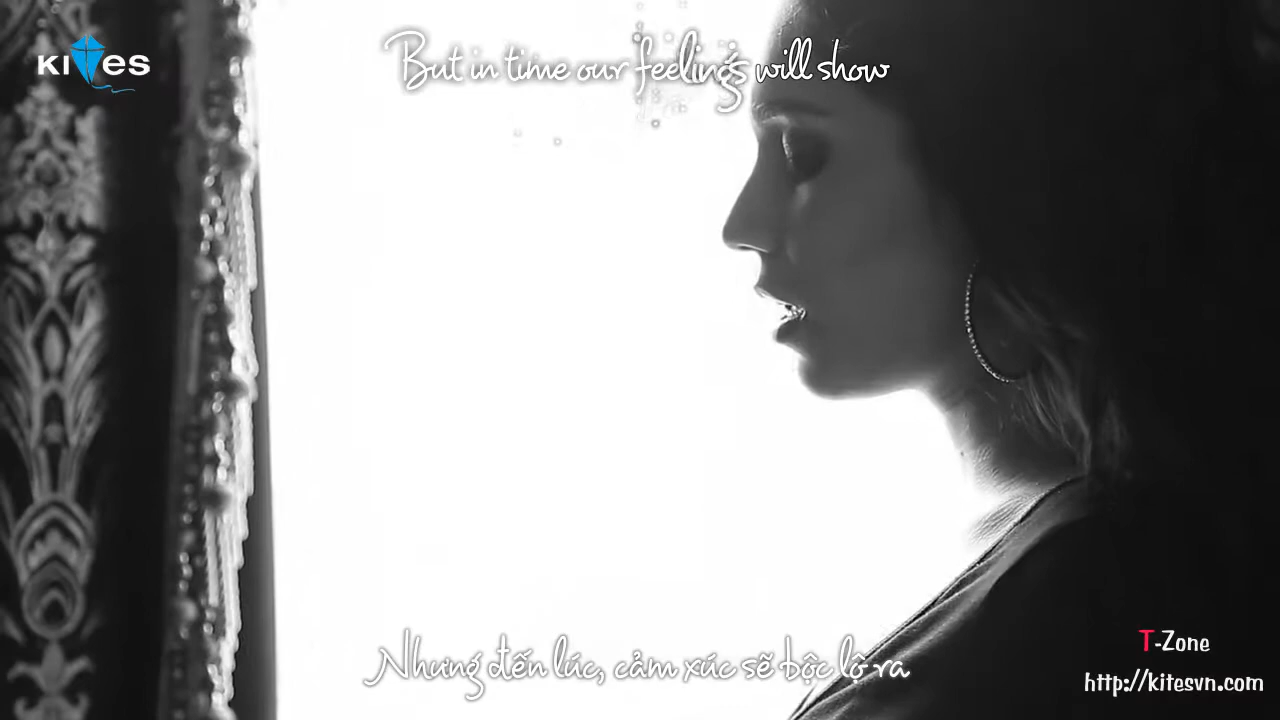 KITES
But in time our feelings will show
Nhưng đến lúc, cảm xúc sẽ bộc lộ ra
T-Zone
http://kitesvn.com